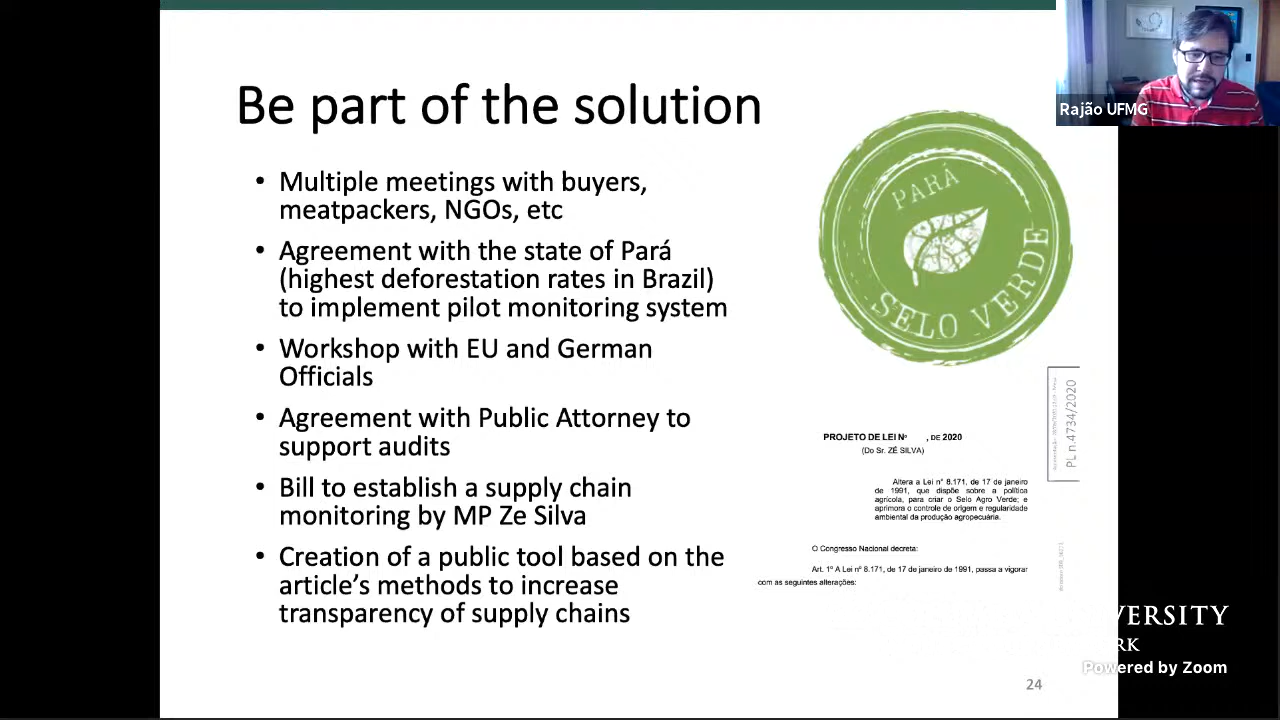 Be part of the solution
• Multiple meetings with buyers,
meatpackers, NGOs, etc
• Agreement with the state of Pará
(highest deforestation rates in Brazil)
to implement pilot monitoring system
• Workshop with EU and German
Officials
• Agreement with Public Attorney to
support audits
• Bill to establish a supply chain
monitoring by MP Ze Silva
• Creation of a public tool based on the
article’s methods to increase
transparency of supply chains
Rajão UFMG
PARÁ
SELO VERDE
PL n.4734/2020
PROJETO DE LEI Nº , DE 2020
(Do Sr. ZÉ SILVA)
Altera a Lei nº 8.171, de 17 de janeiro
de 1991, que dispõe sobre a política
agrícola, para criar o Selo Agro Verde; e
aprimora o controle de origem e regularidade
ambiental da produção agropecuária.
O Congresso Nacional decreta:
Art. 1º A Lei nº 8.171, de 17 de janeiro de 1991, passa a vigorar
com as seguintes alterações:
VERSITY
RK
Powered by Zoom
24